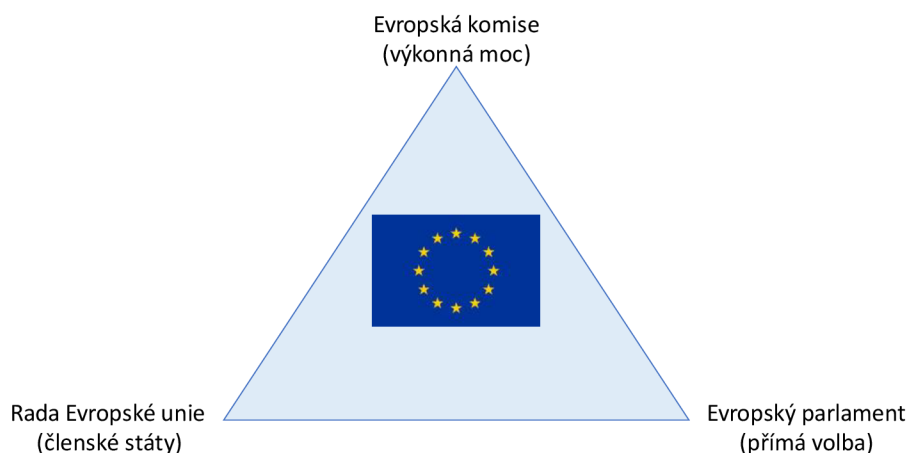 Evropská komise
(výkonná moc)
Rada Evropské unie
(členské státy)
Evropský parlament
(přímá volba)